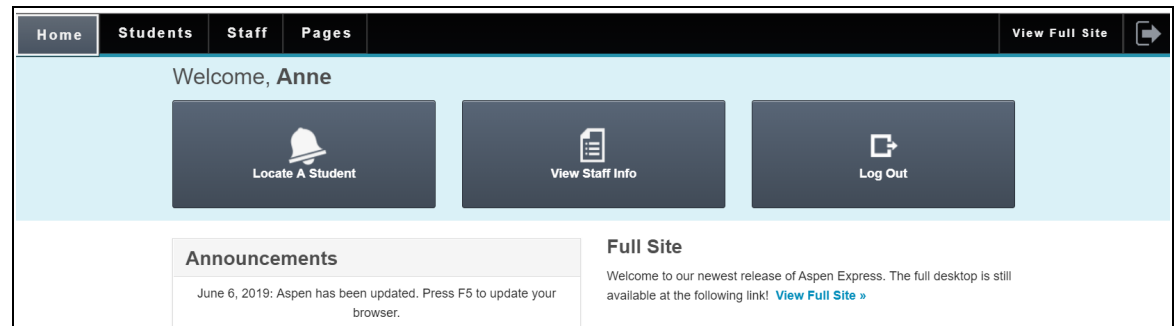 Home Students Staff Pages View Full Site
Welcome, Anne
Locate A Student
View Staff Info
Log Out
Announcements
June 6, 2019: Aspen has been updated. Press F5 to update your
browser.
Full Site
Welcome to our newest release of Aspen Express. The full desktop is still
available at the following link! View Full Site »